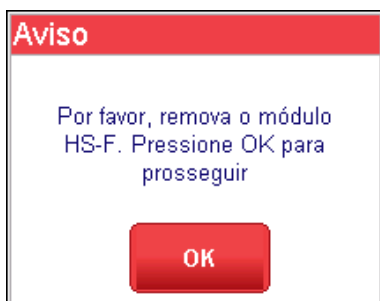 Aviso
Por favor, remova o módulo
HS-F. Pressione OK para
prosseguir
OK